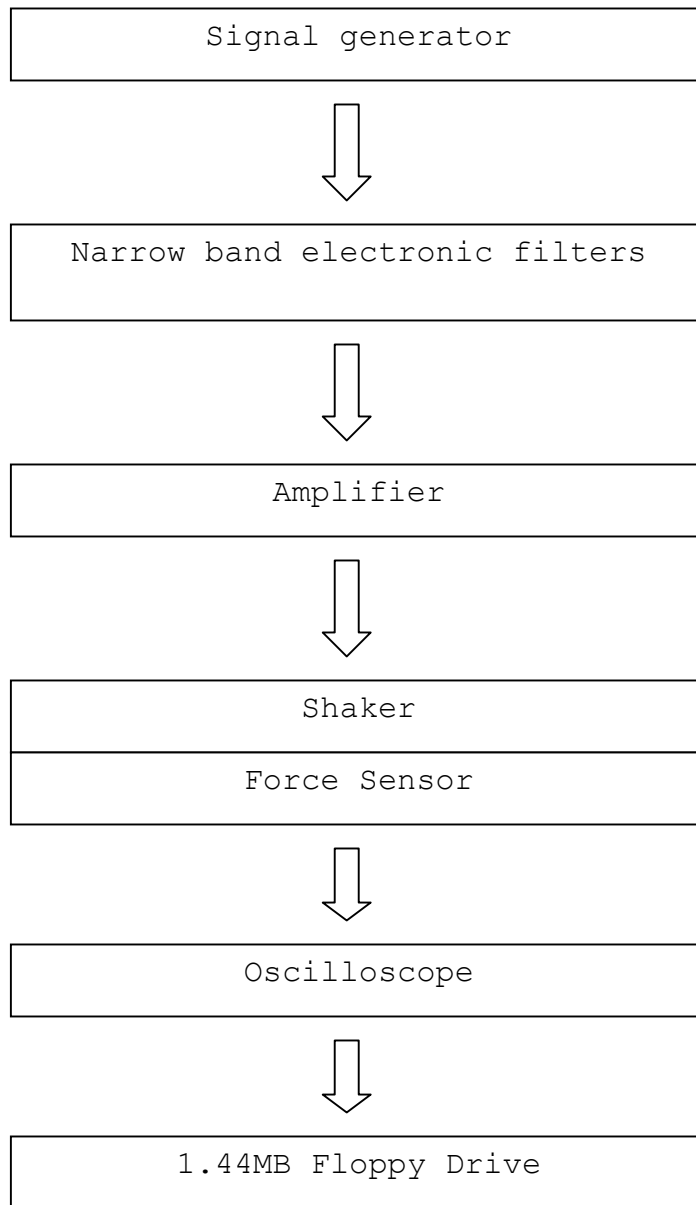 Signal generator
Narrow band electronic filters
Amplifier
Shaker
Force Sensor
Oscilloscope
1.44MB Floppy Drive